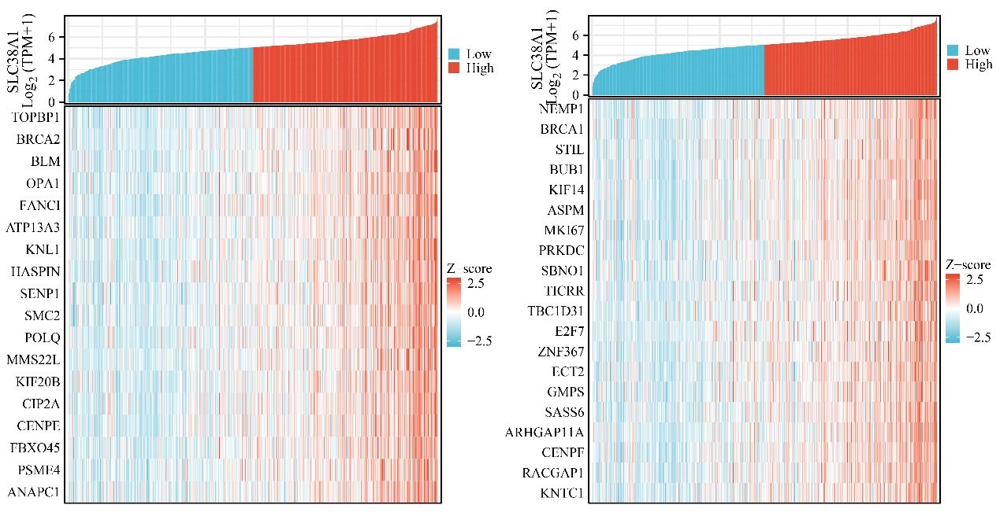 SLC38A1
Log2 (TPM+1)
6
4
2
0
Low
High
TOPBP1
BRCA2
BLM
OPA1
FANCI
ATP13A3
KNL1
HASPIN
SENP1
SMC2
POLQ
MMS22L
KIF20B
CIP2A
CENPE
FBXO45
PSME4
ANAPC1
Z−score
2.5
0.0
−2.5
SLC38A1
Log2 (TPM+1)
6
4
2
0
Low
High
NEMP1
BRCA1
STIL
BUB1
KIF14
ASPM
MKI67
PRKDC
SBNO1
TICRR
TBC1D31
E2F7
ZNF367
ECT2
GMPS
SASS6
ARHGAP11A
CENPF
RACGAP1
KNTC1
Z−score
2.5
0.0
−2.5